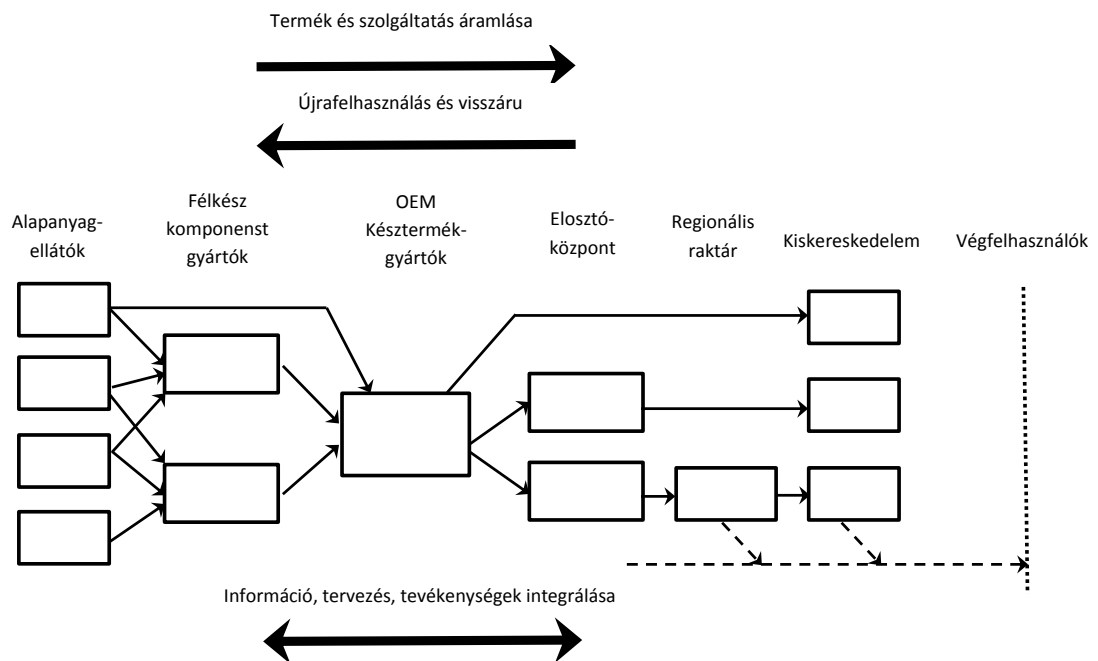 Termék és szolgáltatás áramlása
Újrafelhasználás és visszáru
Alapanyag-
ellátók
Félkész
komponenst
gyártók
OEM
Késztermék-
gyártók
Elosztó-
központ
Regionális
raktár
Kiskereskedelem
Végfelhasználók
Információ, tervezés, tevékenységek integrálása